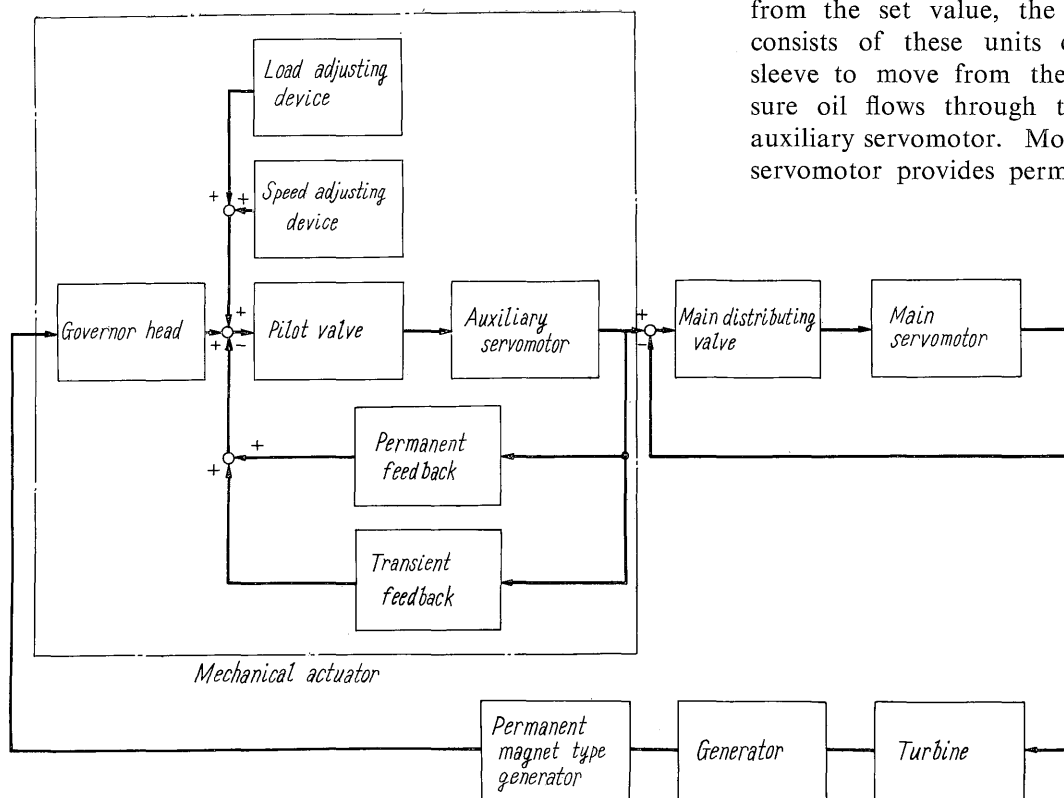 from the set value, the
consists of these units
sleeve to move from the
sure oil flows through
auxiliary servomotor. Mo
servomotor provides perm
Load adjusting
device
+
+
Speed adjusting
device
+
Governor head
+
-
Pilot valve
Auxiliary
servomotor
+
-
Main distributing
valve
Main
servomotor
+
+
Permanent
feedback
Transient
feedback
Mechanical actuator
Permanent
magnet type
generator
Generator
Turbine